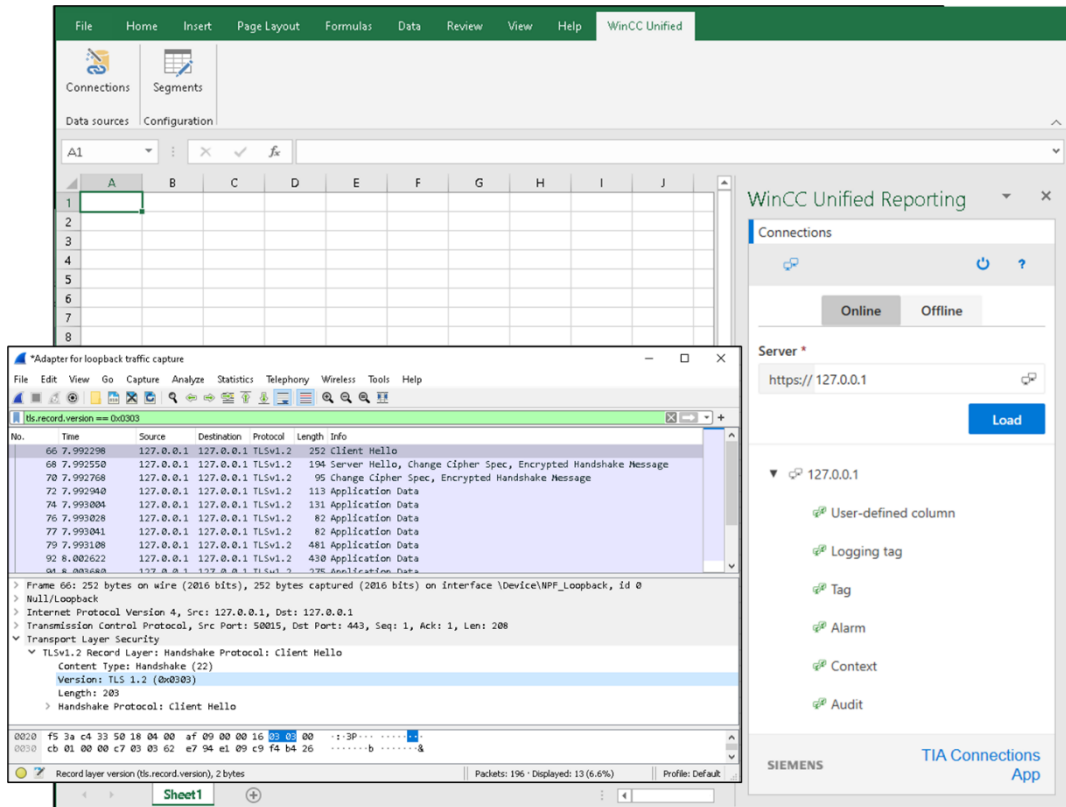 File Home Insert Page Layout Formulas Data Review View Help WinCC Unified
Connections Segments
Data sources Configuration
A1 fx
A B C D E F G H I J
1
2
3
4
5
6
7
8
WinCC Unified Reporting
Connections
?
Online Offline
Server *
https:// 127.0.0.1
Load
127.0.0.1
User-defined column
Logging tag
Tag
Alarm
Context
Audit
SIEMENS
TIA Connections
App
*Adapter for loopback traffic capture
File Edit View Go Capture Analyze Statistics Telephony Wireless Tools Help
tls.record.version == 0x0303
No. Time Source Destination Protocol Length Info
66 7.992298 127.0.0.1 127.0.0.1 TLSv1.2 252 Client Hello
68 7.992550 127.0.0.1 127.0.0.1 TLSv1.2 194 Server Hello, Change Cipher Spec, Encrypted Handshake Message
70 7.992768 127.0.0.1 127.0.0.1 TLSv1.2 95 Change Cipher Spec, Encrypted Handshake Message
72 7.992940 127.0.0.1 127.0.0.1 TLSv1.2 113 Application Data
74 7.993004 127.0.0.1 127.0.0.1 TLSv1.2 131 Application Data
76 7.993028 127.0.0.1 127.0.0.1 TLSv1.2 82 Application Data
77 7.993041 127.0.0.1 127.0.0.1 TLSv1.2 82 Application Data
79 7.993108 127.0.0.1 127.0.0.1 TLSv1.2 481 Application Data
92 8.002622 127.0.0.1 127.0.0.1 TLSv1.2 430 Application Data
94 8.003680 127.0.0.1 127.0.0.1 TLSv1.2 275 Application Data
Frame 66: 252 bytes on wire (2016 bits), 252 bytes captured (2016 bits) on interface \Device\NPF_Loopback, id 0
Null/Loopback
Internet Protocol Version 4, Src: 127.0.0.1, Dst: 127.0.0.1
Transmission Control Protocol, Src Port: 50015, Dst Port: 443, Seq: 1, Ack: 1, Len: 208
Transport Layer Security
TLSv1.2 Record Layer: Handshake Protocol: Client Hello
Content Type: Handshake (22)
Version: TLS 1.2 (0x0303)
Length: 203
Handshake Protocol: Client Hello
0020 f5 3a c4 33 50 18 04 00 af 09 00 00 16 03 03 00 ·:·3P··· ········
0030 cb 01 00 00 c7 03 03 62 e7 94 e1 09 c9 f4 b4 26 ·······b ·······&
Record layer version (tls.record.version), 2 bytes Packets: 196 · Displayed: 13 (6.6%) Profile: Default
Sheet1